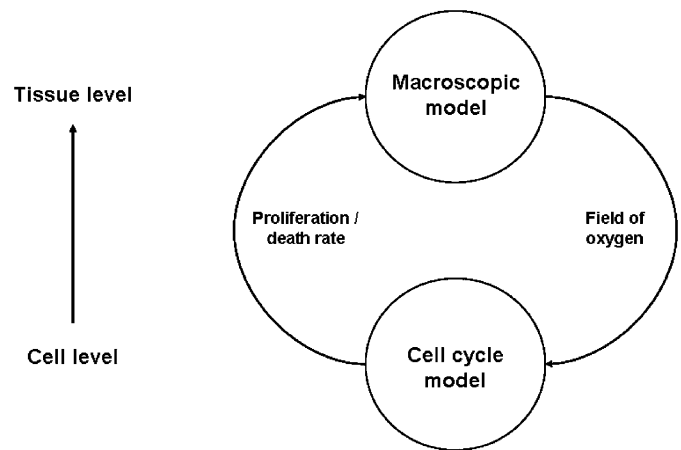 Tissue level
Macroscopic
model
Proliferation /
death rate
Field of
oxygen
Cell level
Cell cycle
model